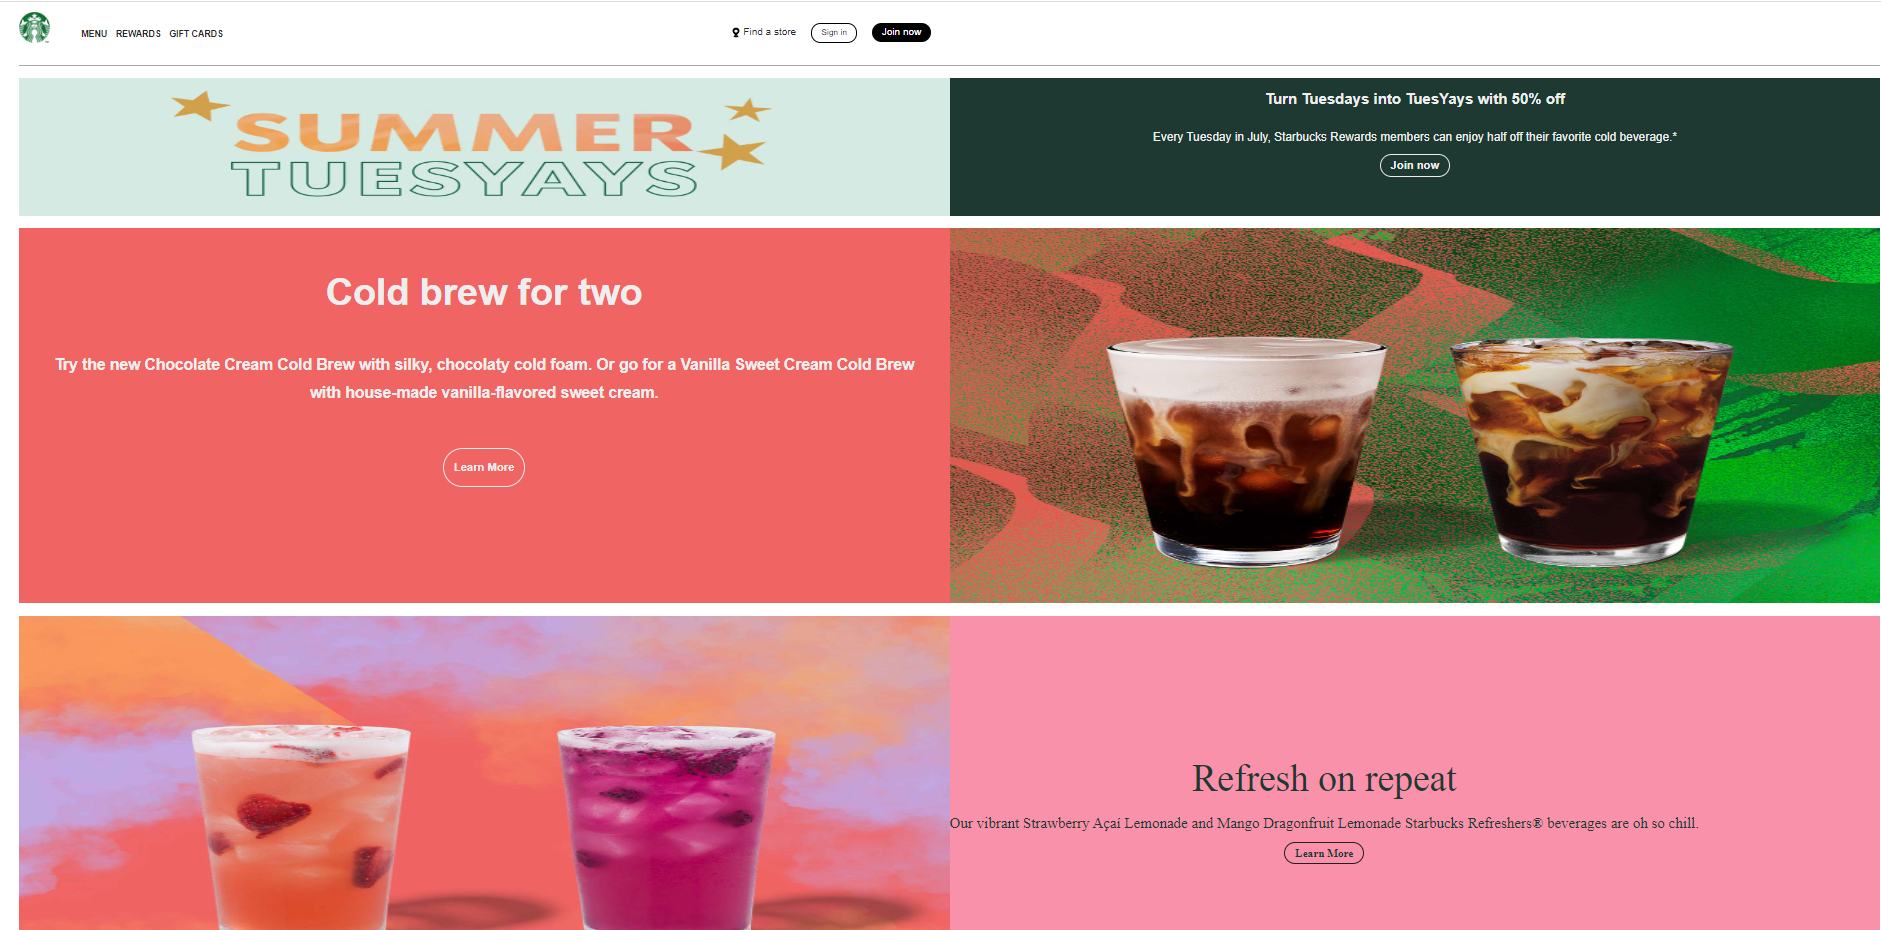 MENU REWARDS GIFT CARDS Find a store Sign in Join now
SUMMER
TUESYAYS
Turn Tuesdays into TuesYays with 50% off
Every Tuesday in July, Starbucks Rewards members can enjoy half off their favorite cold beverage.*
Join now
Cold brew for two
Try the new Chocolate Cream Cold Brew with silky, chocolaty cold foam. Or go for a Vanilla Sweet Cream Cold Brew
with house-made vanilla-flavored sweet cream.
Learn More
Refresh on repeat
Our vibrant Strawberry Açaí Lemonade and Mango Dragonfruit Lemonade Starbucks Refreshers® beverages are oh so chill.
Learn More